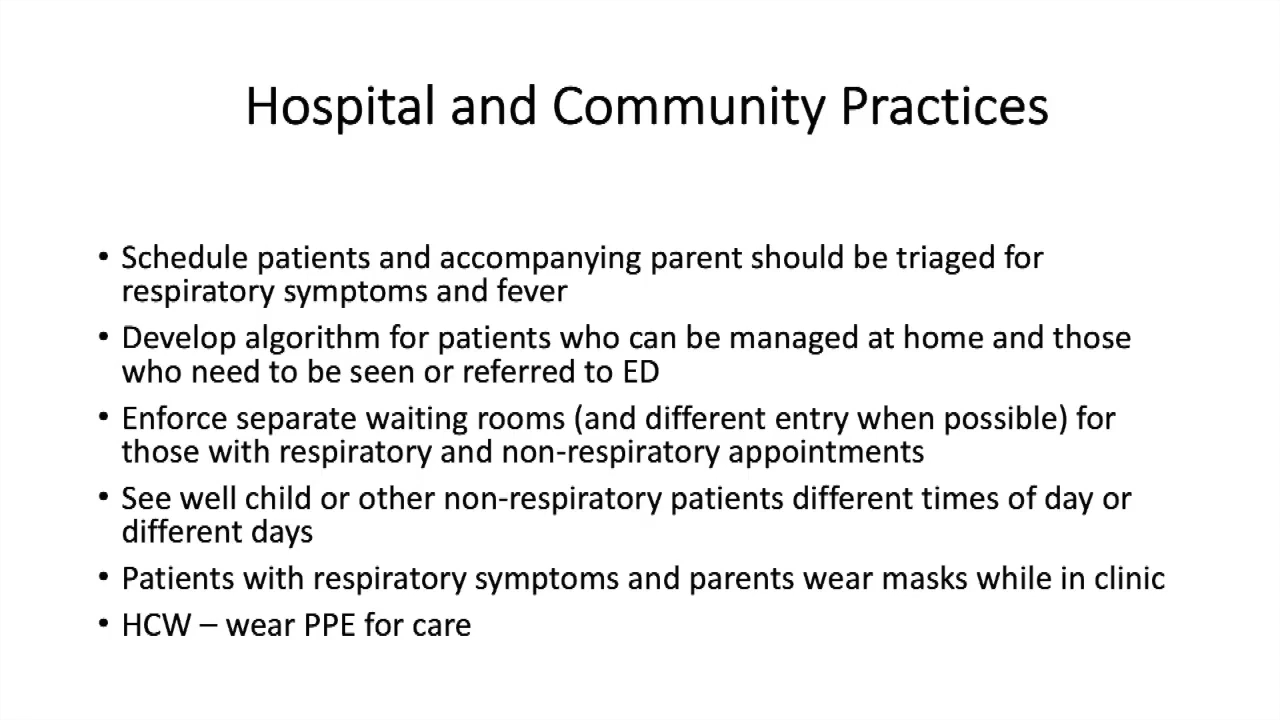 Hospital and Community Practices
• Schedule patients and accompanying parent should be triaged for
respiratory symptoms and fever
• Develop algorithm for patients who can be managed at home and those
who need to be seen or referred to ED
• Enforce separate waiting rooms (and different entry when possible) for
those with respiratory and non-respiratory appointments
• See well child or other non-respiratory patients different times of day or
different days
• Patients with respiratory symptoms and parents wear masks while in clinic
• HCW – wear PPE for care